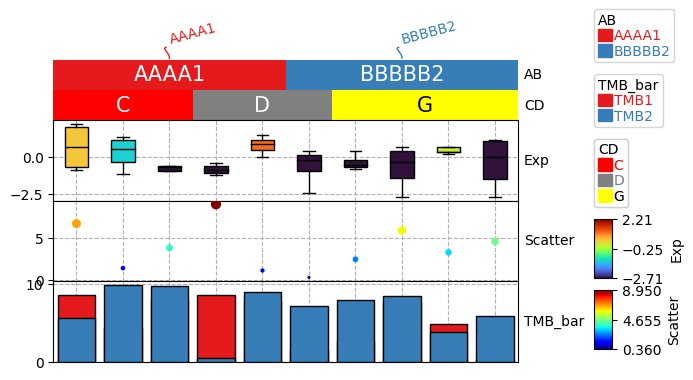 AAAA1
BBBBB2
AAAA1
BBBBB2
AB
C
D
G
CD
0.0
−2.5
Exp
5
0
Scatter
10
0
TMB_bar
AB
AAAA1
BBBBB2
TMB_bar
TMB1
TMB2
CD
C
D
G
2.21
−0.25
−2.71
Exp
8.950
4.655
0.360
Scatter